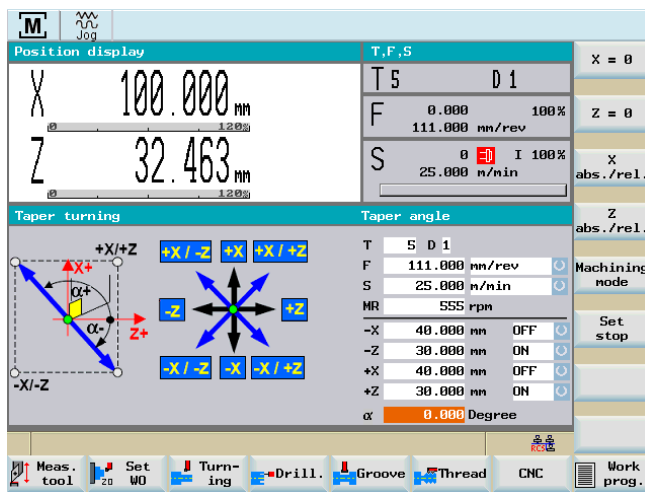 M
Jog
Position display
T,F,S
X = 0
X 100.000 mm
0 120%
T 5 D 1
F 0.000 100%
111.000 mm/rev
Z = 0
Z 32.463 mm
0 120%
S 0 I 100%
25.000 m/min
X
abs./rel.
Taper turning
Taper angle
Z
abs./rel.
+X/+Z
X+
α+
α-
Z+
-X/-Z
+X / -Z +X +X / +Z
-Z +Z
-X / -Z -X -X / +Z
T 5 D 1
F 111.000 mm/rev
S 25.000 m/min
MR 555 rpm
-X 40.000 mm OFF
-Z 30.000 mm ON
+X 40.000 mm OFF
+Z 30.000 mm ON
α 0.000 Degree
Machining
mode
Set
stop
RCS
Meas.
tool
Z0
Set
WO
Turn-
ing
Drill.
Groove
Thread
CNC
Work
prog.